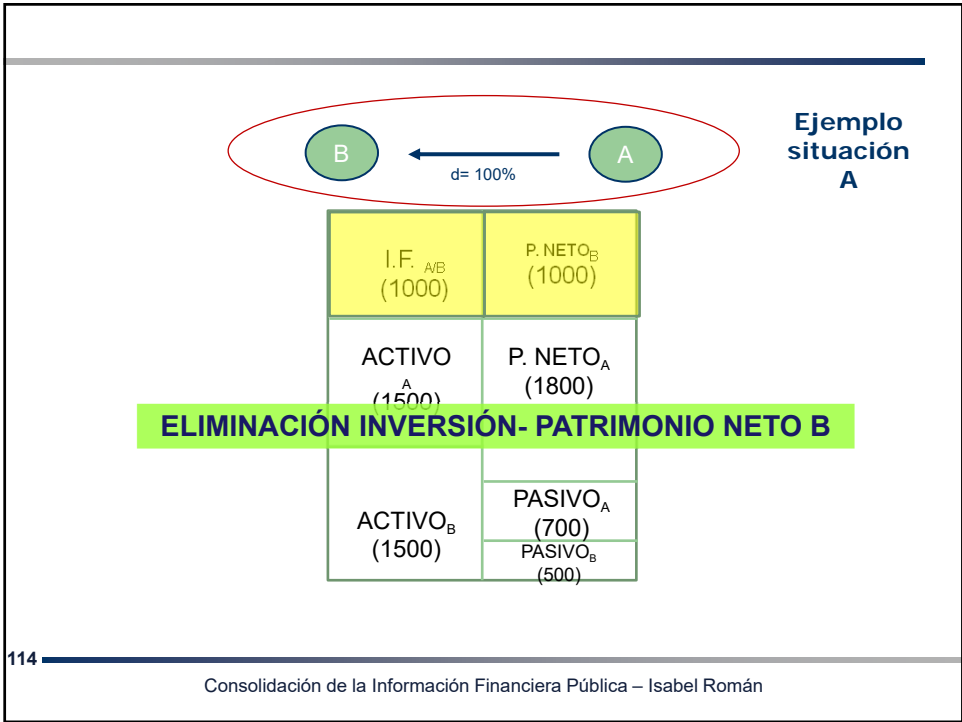 Ejemplo
situación
A
B
A
d= 100%
I.F. A/B
(1000)
P. NETOB
(1000)
ACTIVO
A
(1500)
P. NETOA
(1800)
ELIMINACIÓN INVERSIÓN- PATRIMONIO NETO B
ACTIVOB
(1500)
PASIVOA
(700)
PASIVOB
(500)
114
Consolidación de la Información Financiera Pública – Isabel Román